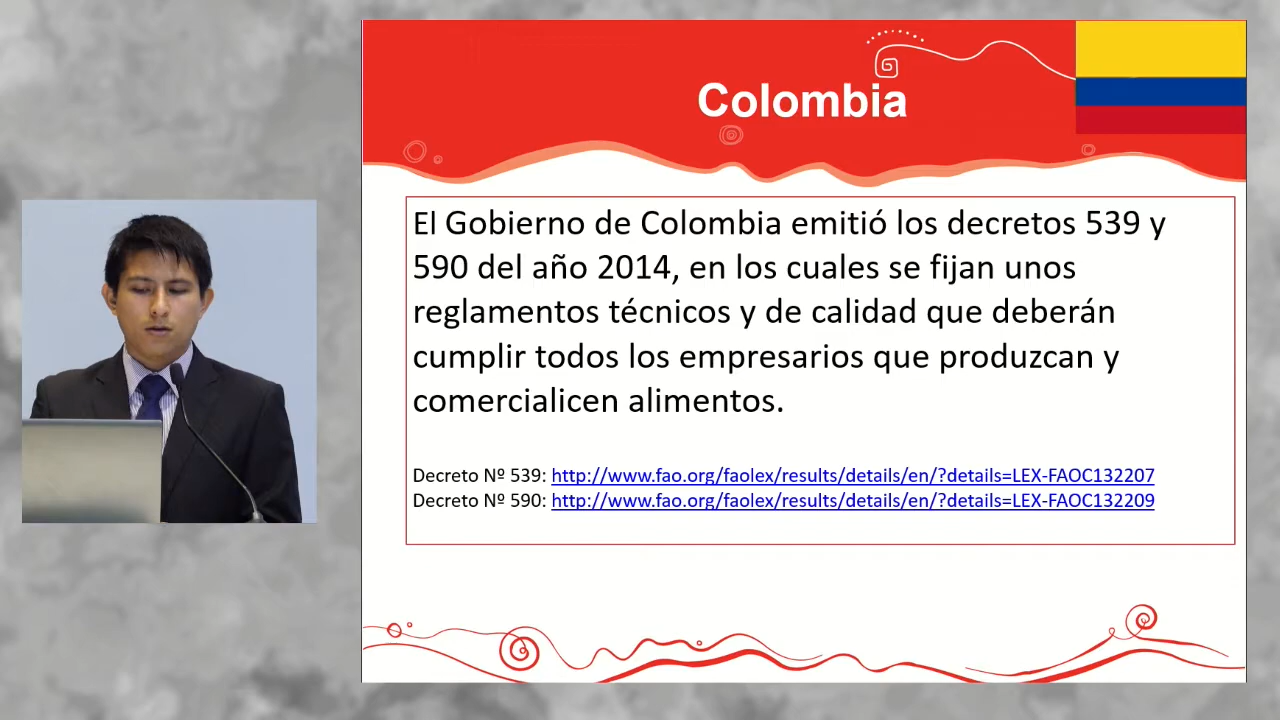 Colombia
El Gobierno de Colombia emitió los decretos 539 y
590 del año 2014, en los cuales se fijan unos
reglamentos técnicos y de calidad que deberán
cumplir todos los empresarios que produzcan y
comercialicen alimentos.
Decreto Nº 539: http://www.fao.org/faolex/results/details/en/?details=LEX-FAOC132207
Decreto Nº 590: http://www.fao.org/faolex/results/details/en/?details=LEX-FAOC132209